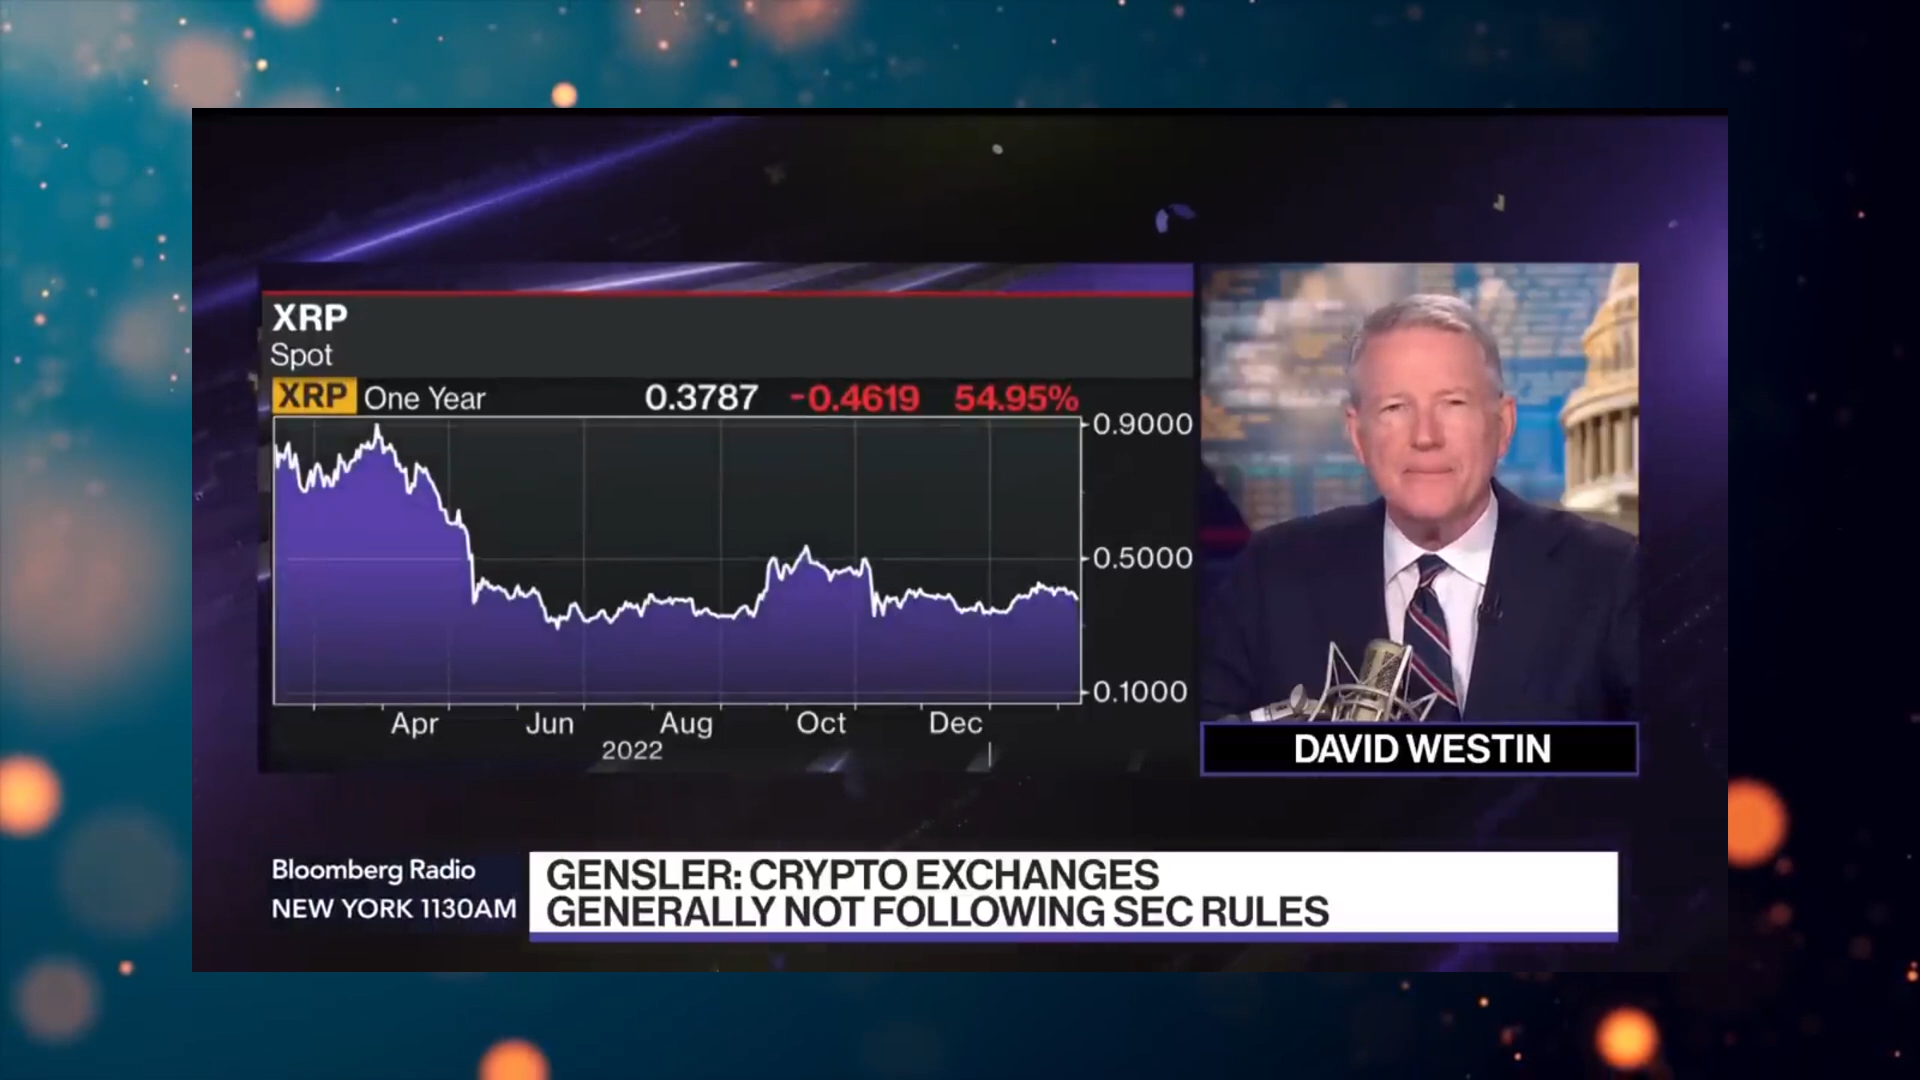 XRP
Spot
XRP One Year 0.3787 -0.4619 54.95%
0.9000
0.5000
0.1000
Apr Jun Aug Oct Dec
2022
DAVID WESTIN
Bloomberg Radio
NEW YORK 1130AM
GENSLER: CRYPTO EXCHANGES
GENERALLY NOT FOLLOWING SEC RULES